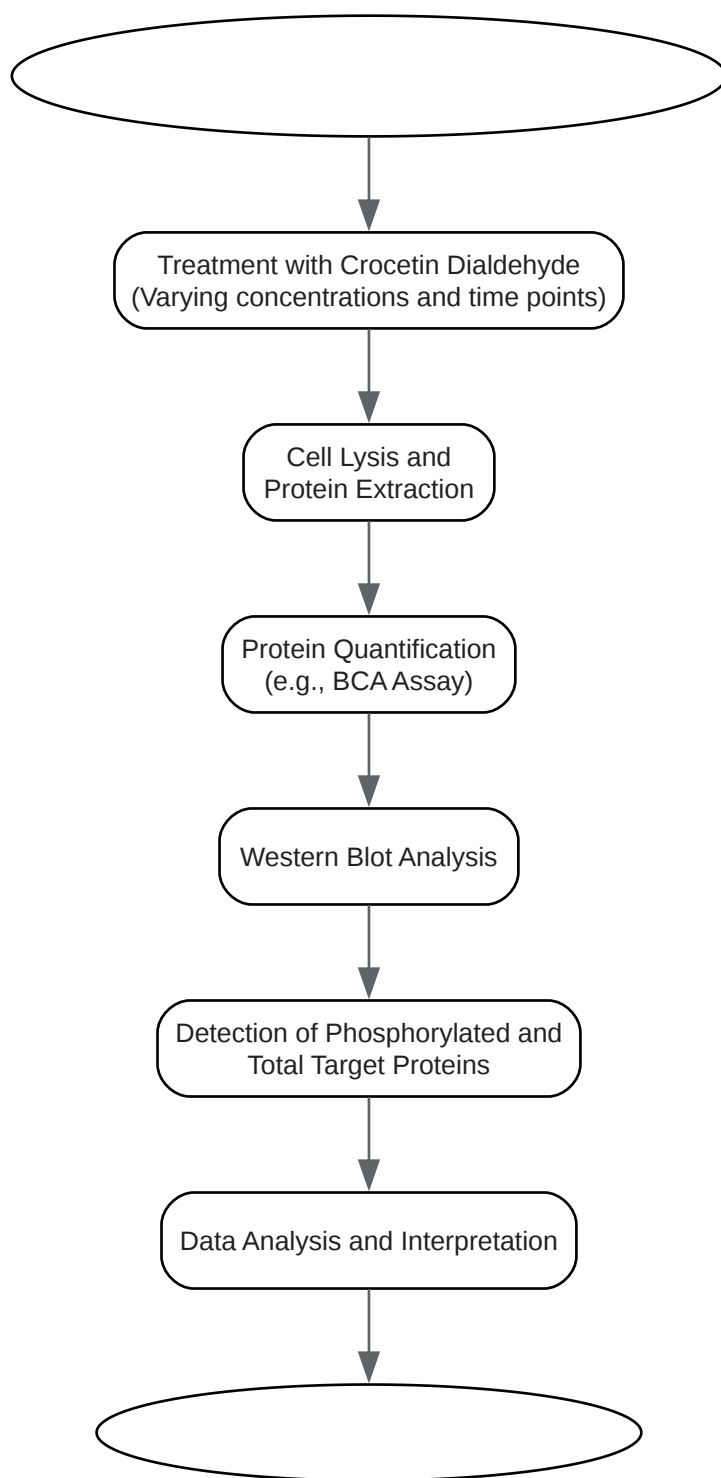 Treatment with Crocetin Dialdehyde
(Varying concentrations and time points)
Cell Lysis and
Protein Extraction
Protein Quantification
(e.g., BCA Assay)
Western Blot Analysis
Detection of Phosphorylated and
Total Target Proteins
Data Analysis and Interpretation